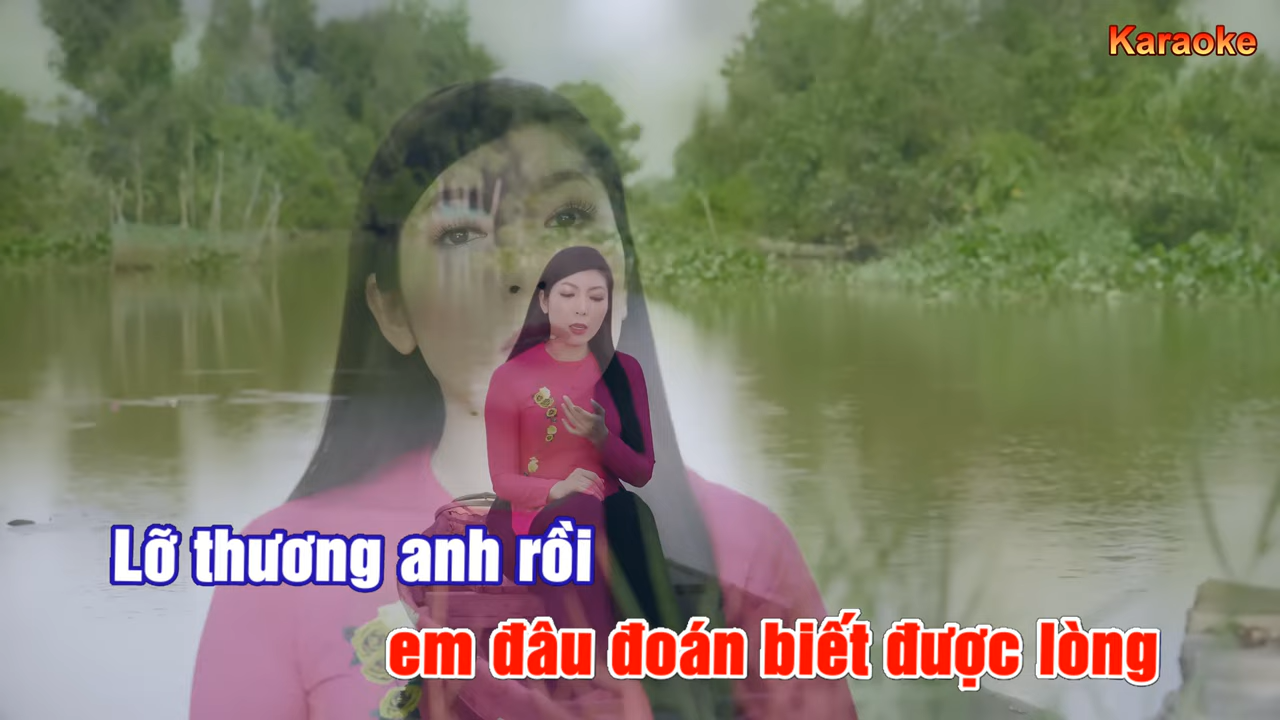 Karaoke
Lỡ thương anh rồi
em đâu đoán biết được lòng